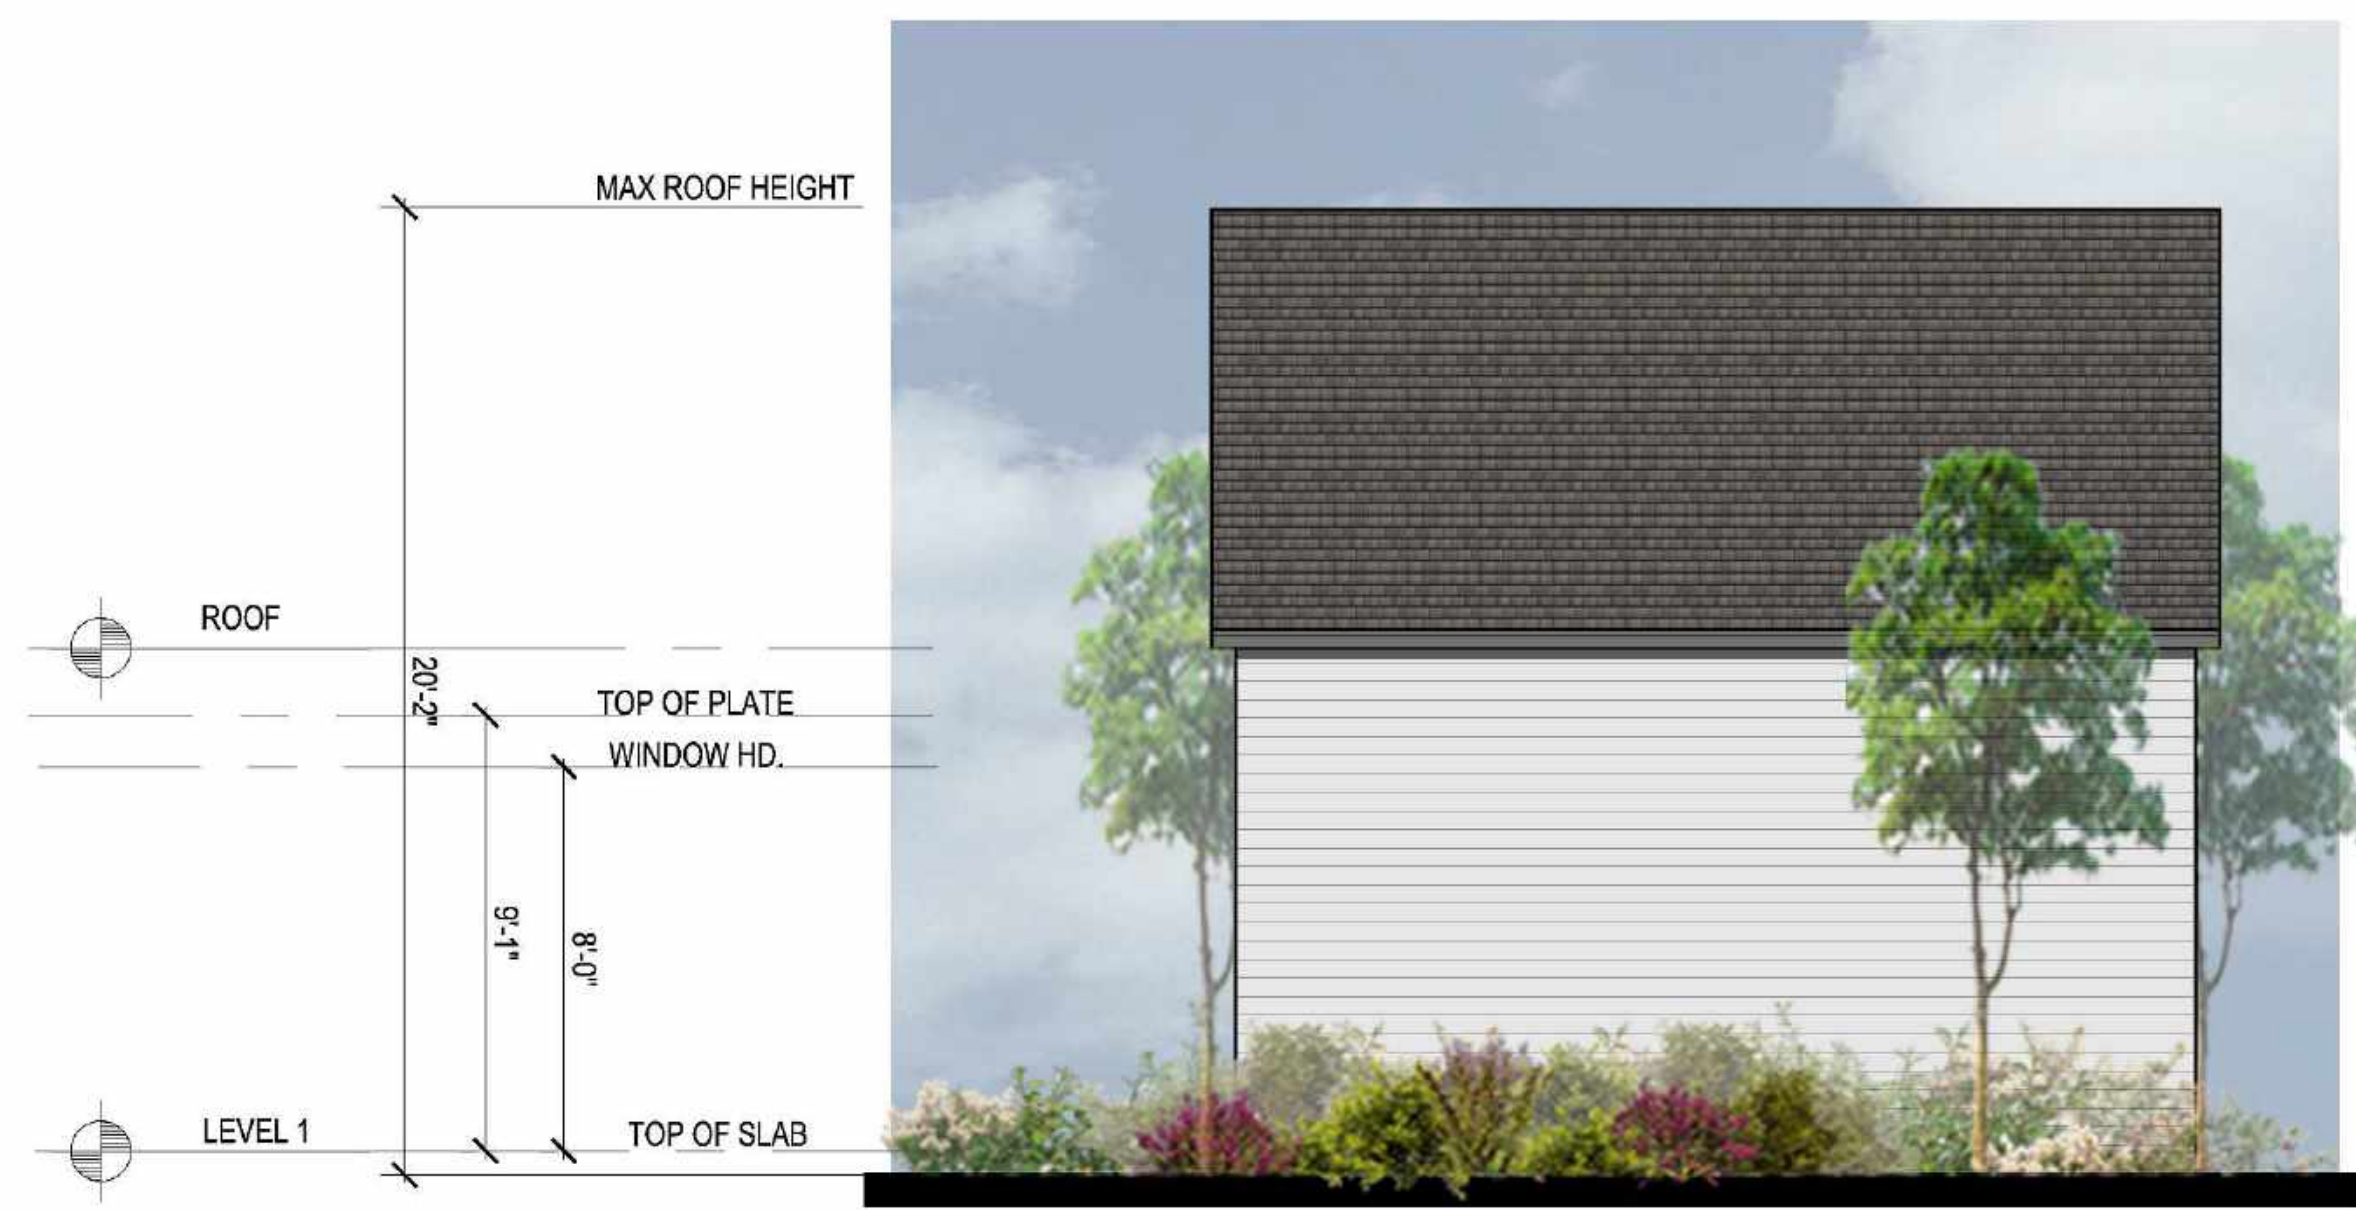 MAX ROOF HEIGHT
ROOF
20'-2"
TOP OF PLATE
WINDOW HD.
9'-1"
8'-0"
LEVEL 1
TOP OF SLAB